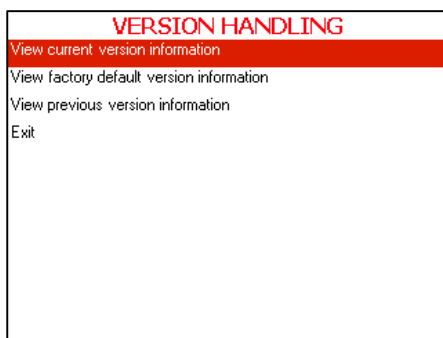 VERSION HANDLING
View current version information
View factory default version information
View previous version information
Exit